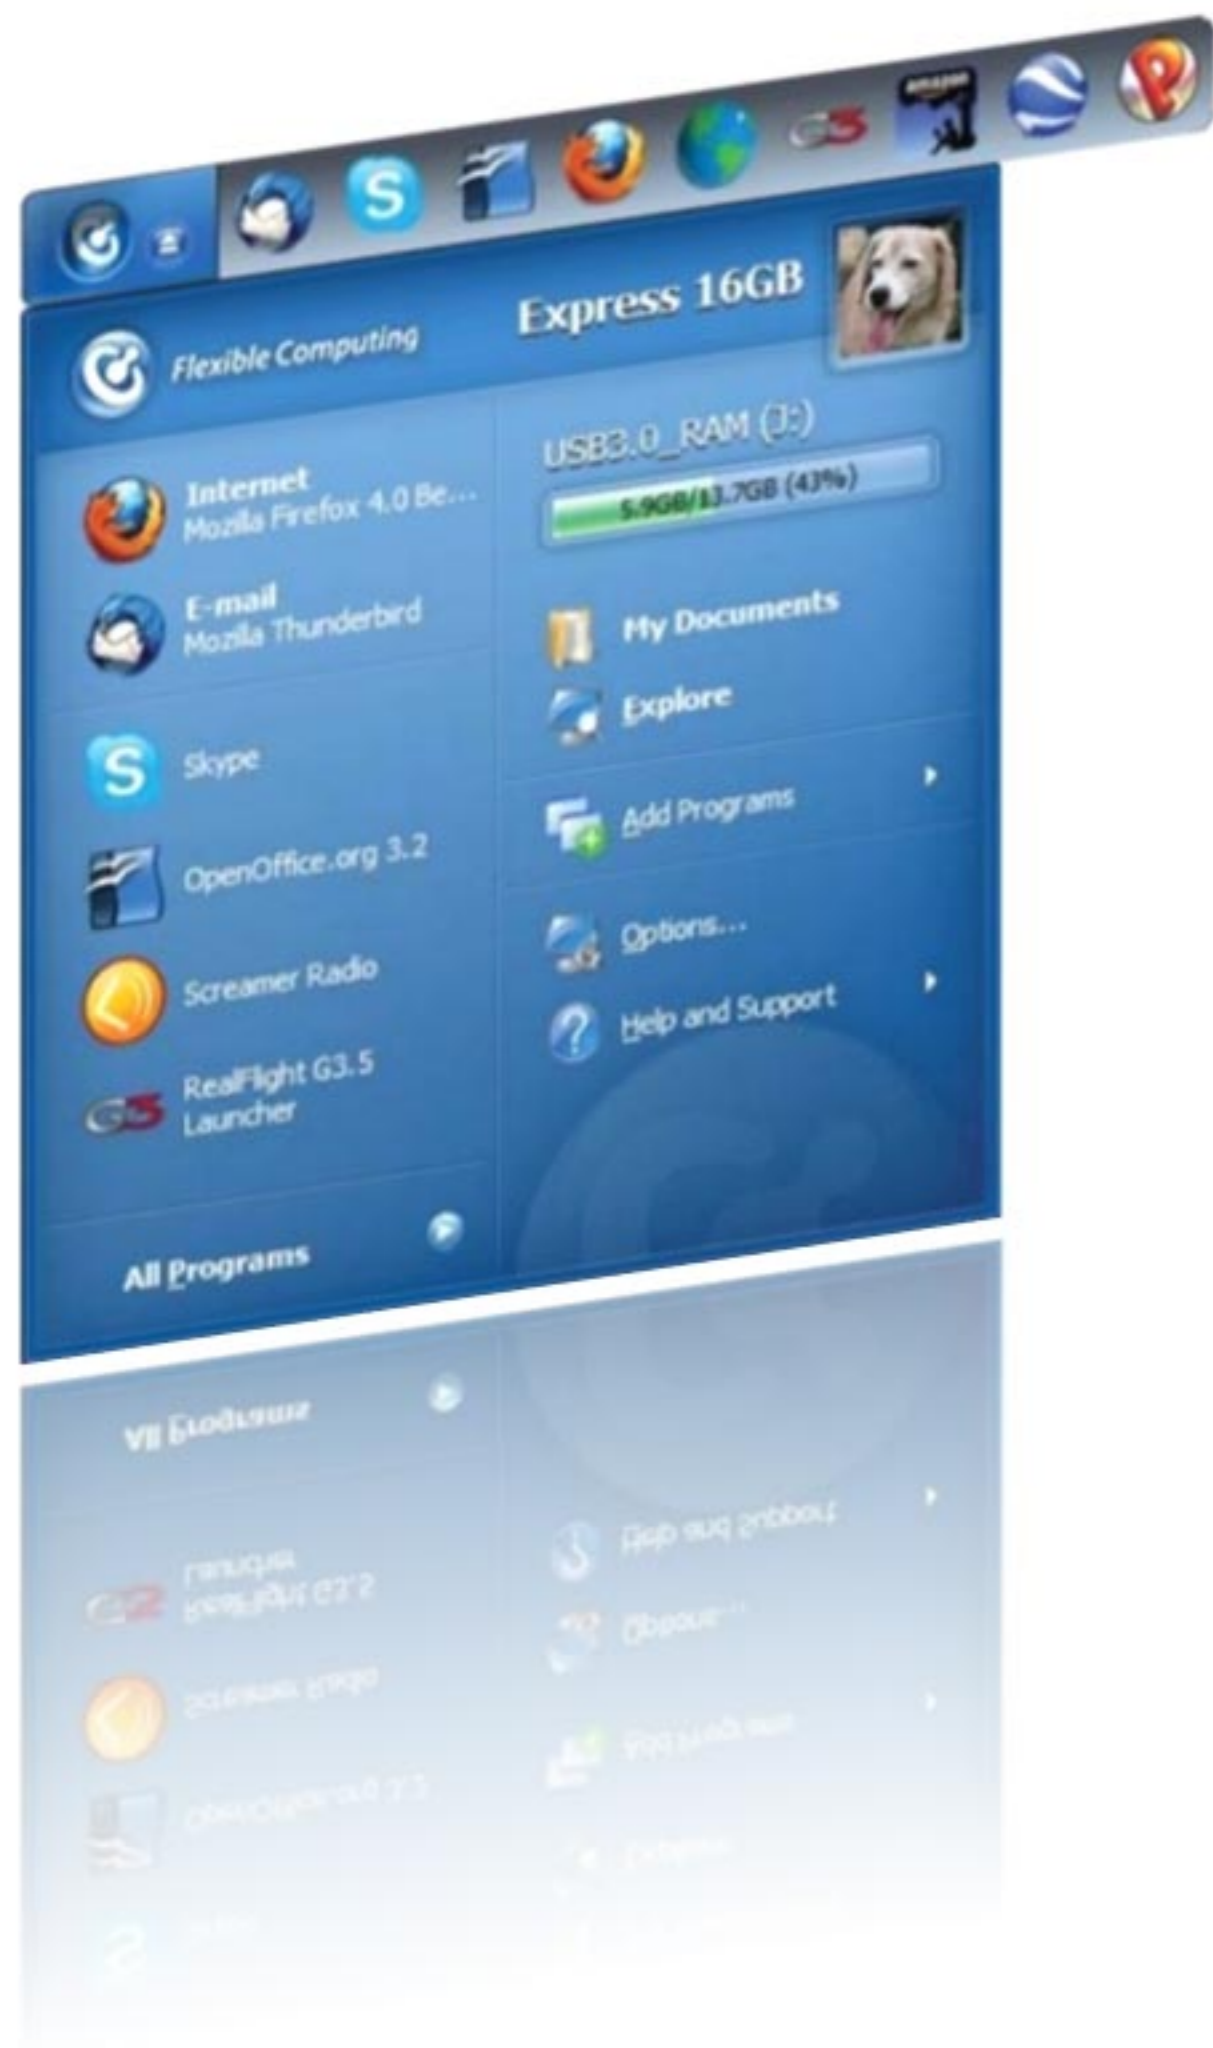 amazon
Flexible Computing
Express 16GB
Internet
Mozilla Firefox 4.0 Be...
E-mail
Mozilla Thunderbird
Skype
OpenOffice.org 3.2
Screamer Radio
RealFlight G3.5
Launcher
All Programs
USB3.0_RAM (J:)
5.9GB/13.7GB (43%)
My Documents
Explore
Add Programs
Options...
Help and Support